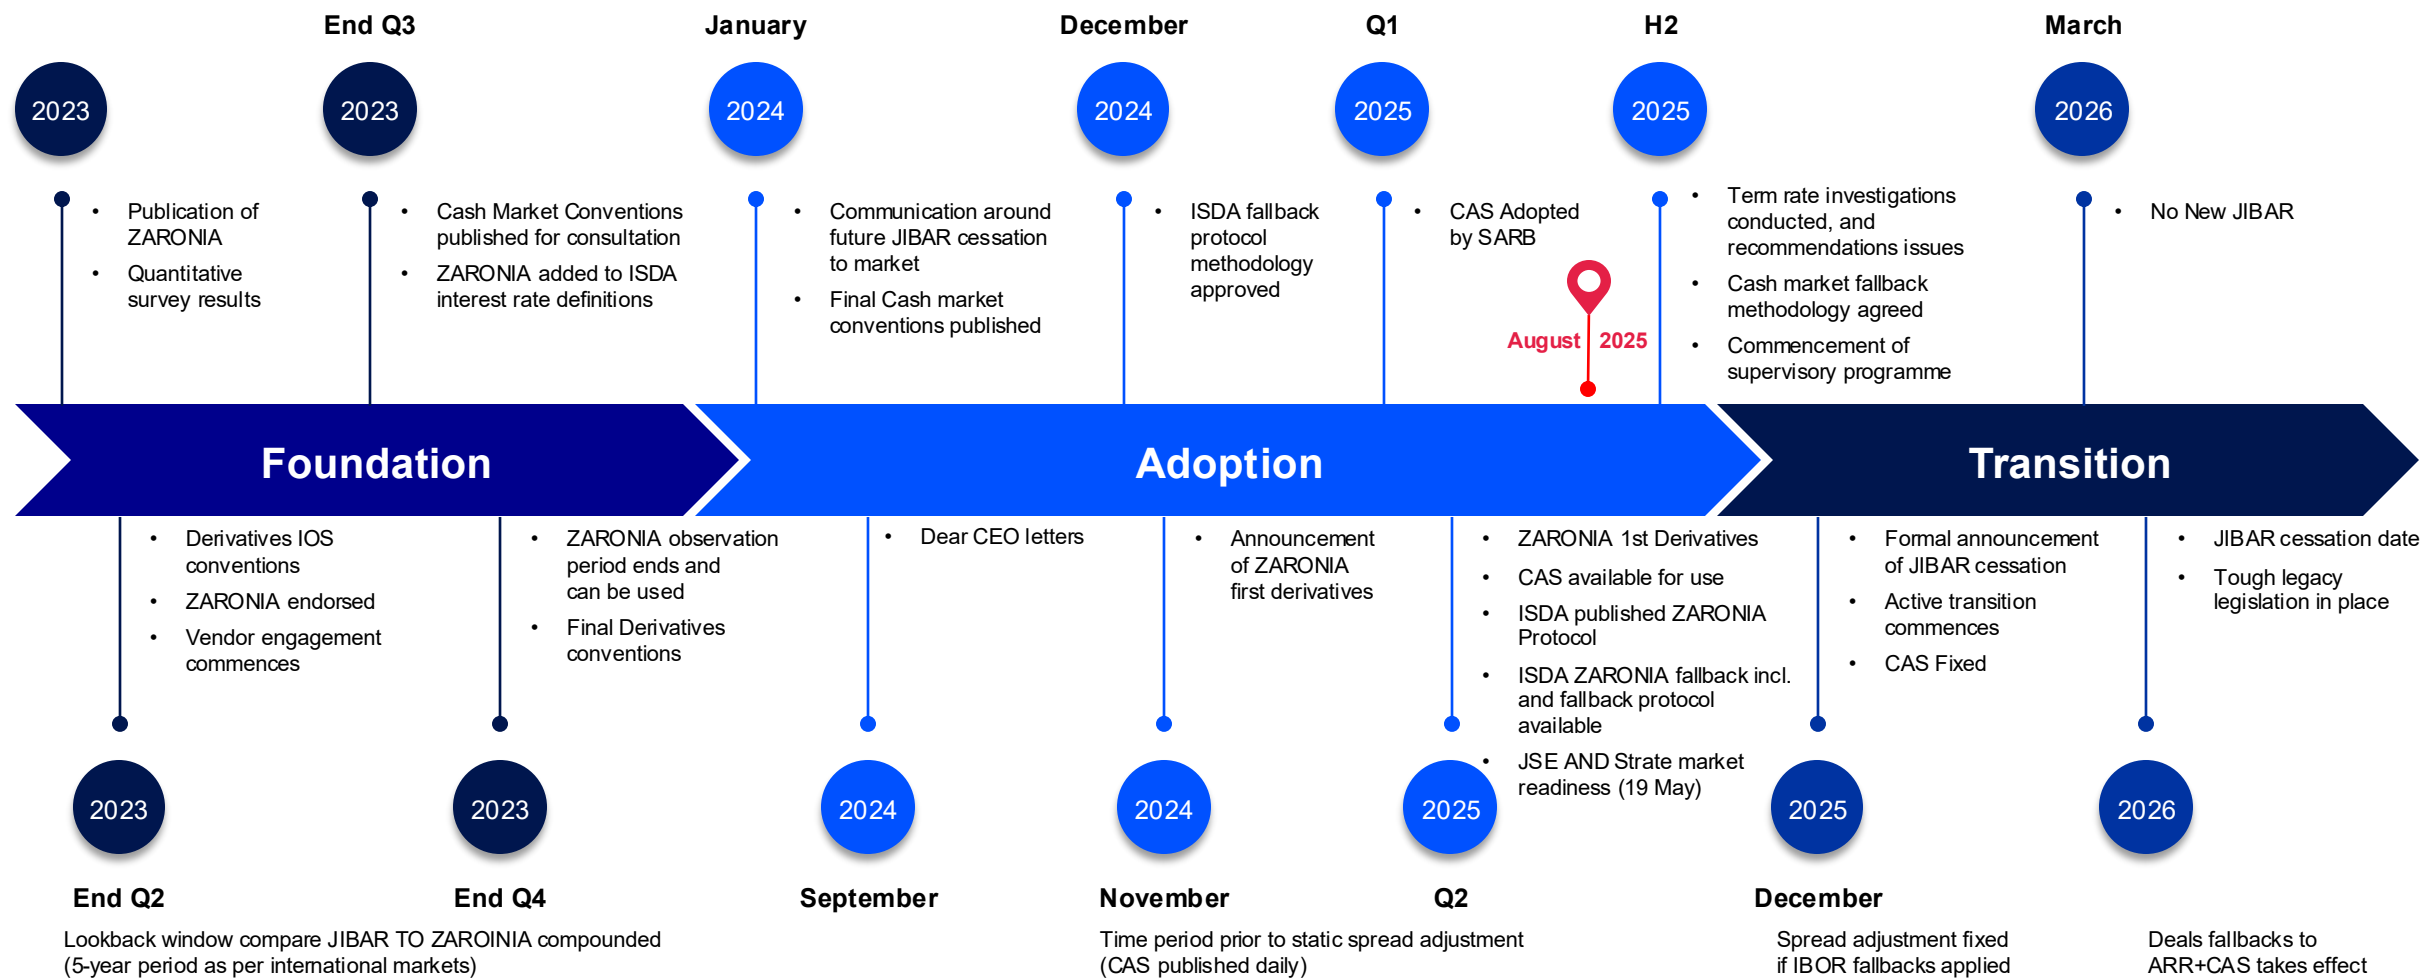 End Q3
January
December
Q1
H2
March
2023
2023
2024
2024
2025
2025
2026
• Publication of
ZARONIA
• Quantitative
survey results
• Cash Market Conventions
published for consultation
• ZARONIA added to ISDA
interest rate definitions
• Communication around
future JIBAR cessation
to market
• Final Cash market
conventions published
• ISDA fallback
protocol
methodology
approved
• CAS Adopted
by SARB
August 2025
• Term rate investigations
conducted, and
recommendations issues
• Cash market fallback
methodology agreed
• Commencement of
supervisory programme
• No New JIBAR
Foundation
Adoption
Transition
• Derivatives IOS
conventions
• ZARONIA endorsed
• Vendor engagement
commences
• ZARONIA observation
period ends and
can be used
• Final Derivatives
conventions
• Dear CEO letters
• Announcement
of ZARONIA
first derivatives
• ZARONIA 1st Derivatives
• CAS available for use
• ISDA published ZARONIA
Protocol
• ISDA ZARONIA fallback incl.
and fallback protocol
available
• JSE AND Strate market
readiness (19 May)
• Formal announcement
of JIBAR cessation
• Active transition
commences
• CAS Fixed
• JIBAR cessation date
• Tough legacy
legislation in place
2023
2023
2024
2024
2025
2025
2026
End Q2
End Q4
September
November
Q2
December
Lookback window compare JIBAR TO ZAROINIA compounded
(5-year period as per international markets)
Time period prior to static spread adjustment
(CAS published daily)
Spread adjustment fixed
if IBOR fallbacks applied
Deals fallbacks to
ARR+CAS takes effect